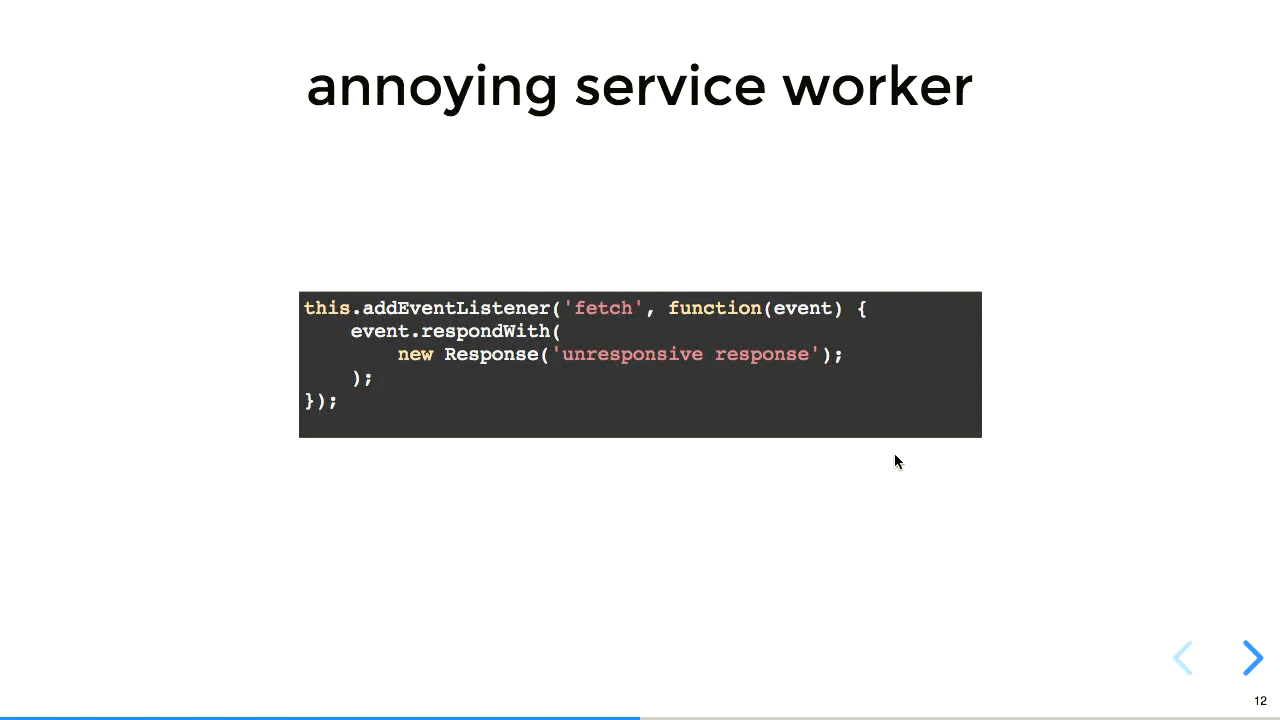 annoying service worker
this.addEventListener('fetch', function(event) {
    event.respondWith(
        new Response('unresponsive response');
    );
});
12